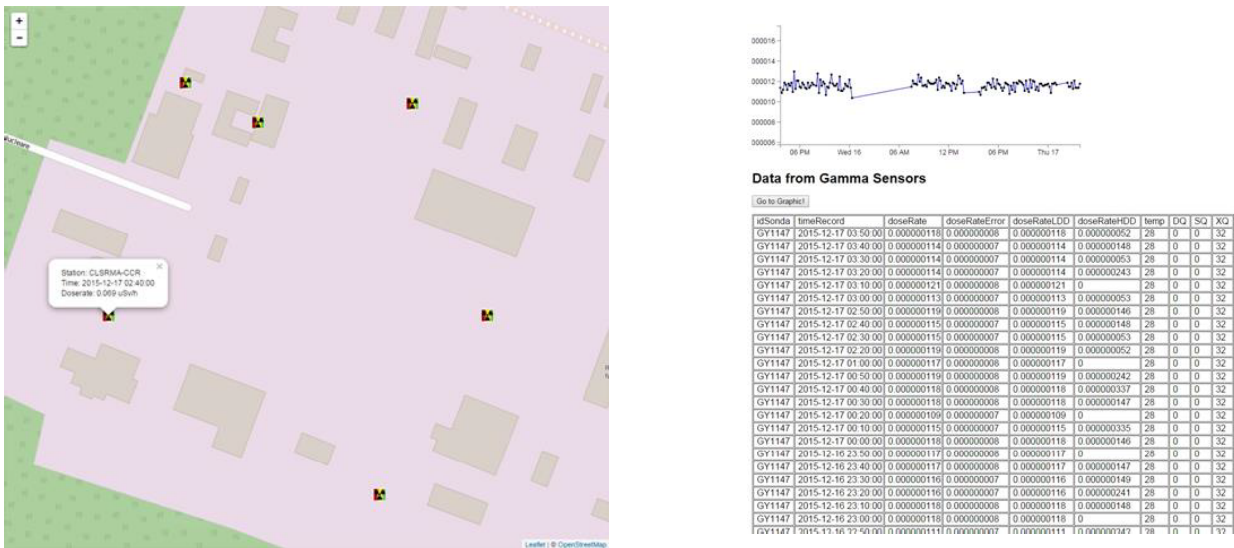 +
-
Nucleare
Station: CLSRMA-CCR
Time: 2015-12-17 02:40:00
Doserate: 0.069 uSv/h
×
Leaflet | © OpenStreetMap
000016
000012
000010
000008
000006
06 PM Wed 16 06 AM 12 PM 06 PM Thu 17
Data from Gamma Sensors
Go to Graphic!
idSonda timeRecord doseRate doseRateError doseRateLDD doseRateHDD temp DQ SQ XQ
GY1147 2015-12-17 03:50:00 0.000000118 0.000000008 0.000000118 0.000000052 28 0 0 32
GY1147 2015-12-17 03:40:00 0.000000114 0.000000007 0.000000114 0.000000148 28 0 0 32
GY1147 2015-12-17 03:30:00 0.000000114 0.000000007 0.000000114 0.000000053 28 0 0 32
GY1147 2015-12-17 03:20:00 0.000000114 0.000000007 0.000000114 0.000000243 28 0 0 32
GY1147 2015-12-17 03:10:00 0.000000121 0.000000008 0.000000121 0 28 0 0 32
GY1147 2015-12-17 03:00:00 0.000000113 0.000000007 0.000000113 0.000000053 28 0 0 32
GY1147 2015-12-17 02:50:00 0.000000119 0.000000008 0.000000119 0.000000146 28 0 0 32
GY1147 2015-12-17 02:40:00 0.000000115 0.000000007 0.000000115 0.000000148 28 0 0 32
GY1147 2015-12-17 02:30:00 0.000000115 0.000000007 0.000000115 0.000000053 28 0 0 32
GY1147 2015-12-17 02:20:00 0.000000119 0.000000008 0.000000119 0.000000052 28 0 0 32
GY1147 2015-12-17 01:00:00 0.000000117 0.000000008 0.000000117 0 28 0 0 32
GY1147 2015-12-17 00:50:00 0.000000119 0.000000008 0.000000119 0.000000242 28 0 0 32
GY1147 2015-12-17 00:40:00 0.000000118 0.000000008 0.000000118 0.000000337 28 0 0 32
GY1147 2015-12-17 00:30:00 0.000000118 0.000000008 0.000000118 0.000000147 28 0 0 32
GY1147 2015-12-17 00:20:00 0.000000109 0.000000007 0.000000109 0 28 0 0 32
GY1147 2015-12-17 00:10:00 0.000000115 0.000000007 0.000000115 0.000000335 28 0 0 32
GY1147 2015-12-17 00:00:00 0.000000118 0.000000008 0.000000118 0.000000146 28 0 0 32
GY1147 2015-12-16 23:50:00 0.000000117 0.000000008 0.000000117 0 28 0 0 32
GY1147 2015-12-16 23:40:00 0.000000117 0.000000008 0.000000117 0.000000147 28 0 0 32
GY1147 2015-12-16 23:30:00 0.000000116 0.000000007 0.000000116 0.000000149 28 0 0 32
GY1147 2015-12-16 23:20:00 0.000000116 0.000000007 0.000000116 0.000000241 28 0 0 32
GY1147 2015-12-16 23:10:00 0.000000118 0.000000008 0.000000118 0.000000148 28 0 0 32
GY1147 2015-12-16 23:00:00 0.000000118 0.000000008 0.000000118 0 28 0 0 32
GY1147 2015-12-16 22:50:00 0.000000111 0.000000007 0.000000111 0.000000242 28 0 0 32